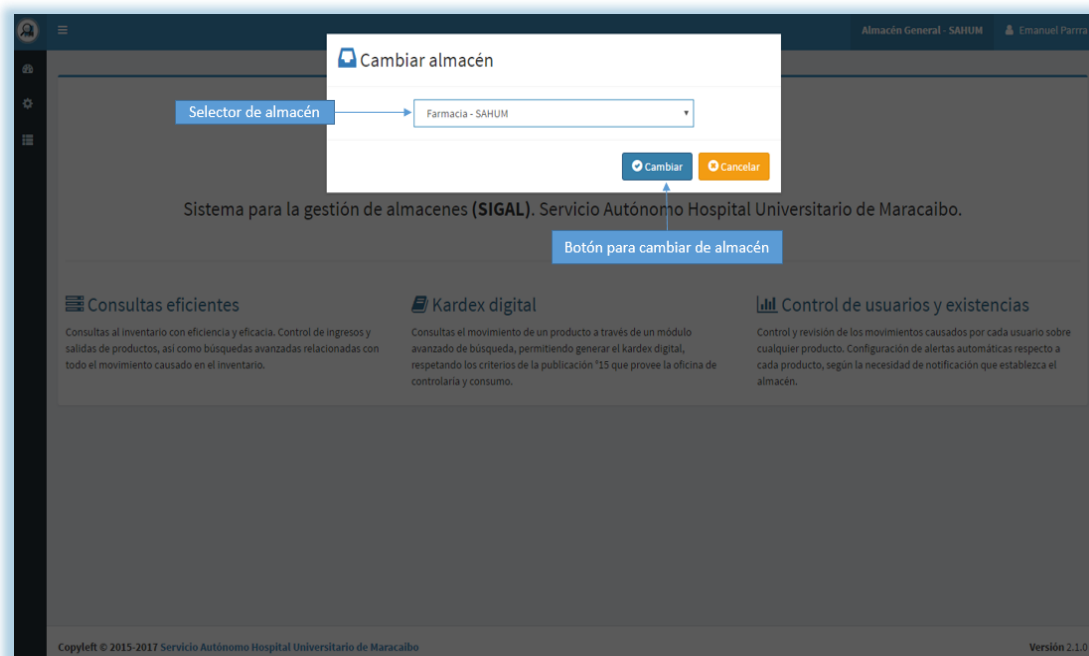 Almacén General - SAHUM
Emanuel Parrra
Cambiar almacén
Selector de almacén
Farmacia - SAHUM
Cambiar
Cancelar
Sistema para la gestión de almacenes (SIGAL). Servicio Autónomo Hospital Universitario de Maracaibo.
Botón para cambiar de almacén
Consultas eficientes
Consultas al inventario con eficiencia y eficacia. Control de ingresos y
salidas de productos, asi como búsquedas avanzadas relacionadas con
todo el movimiento causado en el inventario.
Kardex digital
Consultas el movimiento de un producto a través de un módulo
avanzado de búsqueda, permitiendo generar el kardex digital,
respetando los criterios de la publicación "15 que provee la oficina de
controlaría y consumo.
Control de usuarios y existencias
Control y revisión de los movimientos causados por cada usuario sobre
cualquier producto. Configuración de alertas automáticas respecto a
cada producto, según la necesidad de notificación que establezca el
almacén.
Copyleft © 2015-2017 Servicio Autónomo Hospital Universitario de Maracaibo
Versión 2.1.0